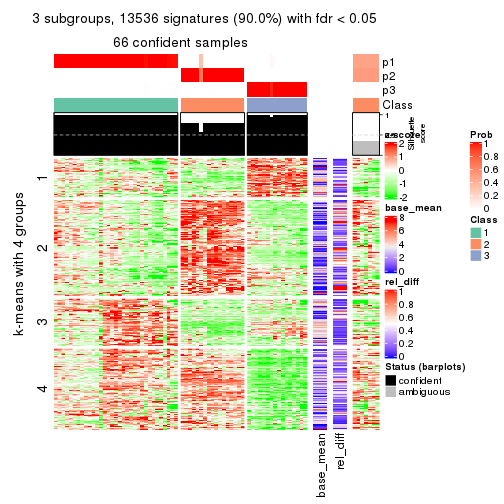 3 subgroups, 13536 signatures (90.0%) with fdr < 0.05
66 confident samples
p1
p2
p3
Class
1
Silhouette
score
z-score
2
1
0
-1
-2
Prob
1
0.8
0.6
0.4
0.2
0
base_mean
8
6
4
2
0
Class
1
2
3
rel_diff
1
0.8
0.6
0.4
0.2
0
Status (barplots)
confident
ambiguous
k-means with 4 groups
1
2
3
4
base_mean
rel_diff